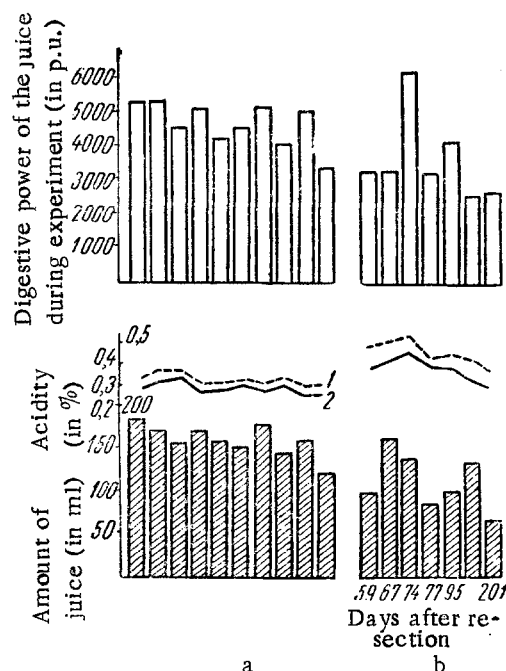 Digestive power of the juice
during experiment (in p.u.)
6000
5000
4000
3000
2000
1000
Acidity
(in %)
0,5
0,4
0,3
0,2
1
2
Amount of
juice (in ml)
200
150
100
50
59 67 74 77 95 201
Days after re-
section
a b